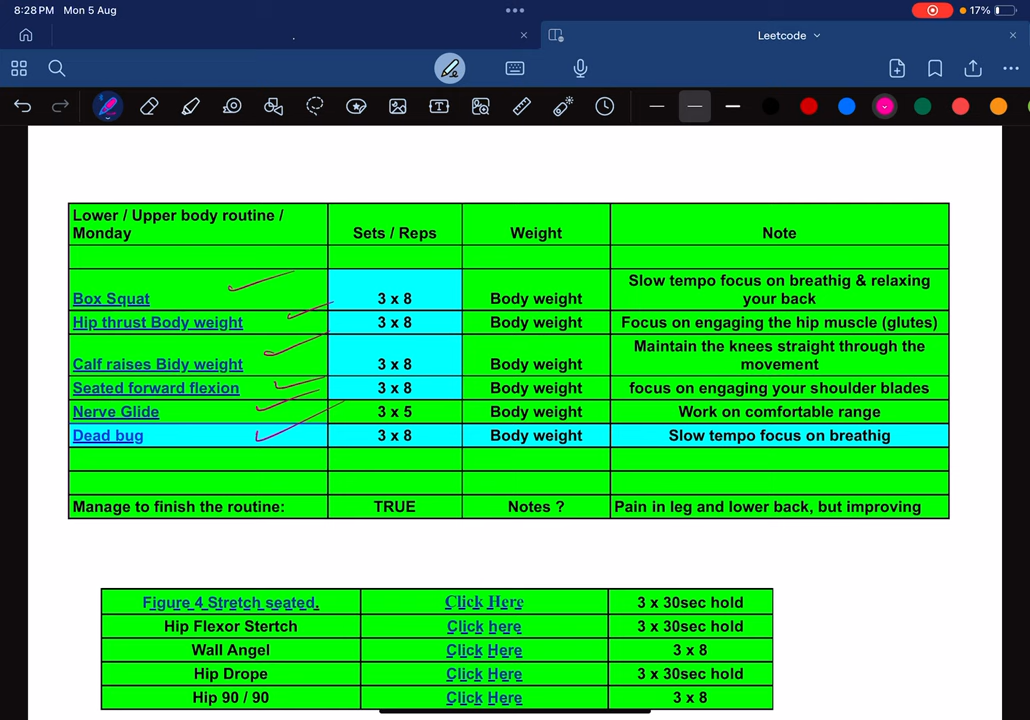 8:28 PM Mon 5 Aug
17%
.
Leetcode
Lower / Upper body routine /
Monday
Sets / Reps
Weight
Note
Box Squat
3 x 8
Body weight
Slow tempo focus on breathig & relaxing
your back
Hip thrust Body weight
3 x 8
Body weight
Focus on engaging the hip muscle (glutes)
Calf raises Bidy weight
3 x 8
Body weight
Maintain the knees straight through the
movement
Seated forward flexion
3 x 8
Body weight
focus on engaging your shoulder blades
Nerve Glide
3 x 5
Body weight
Work on comfortable range
Dead bug
3 x 8
Body weight
Slow tempo focus on breathig
Manage to finish the routine:
TRUE
Notes ?
Pain in leg and lower back, but improving
Figure 4 Stretch seated.
Click Here
3 x 30sec hold
Hip Flexor Stertch
Click here
3 x 30sec hold
Wall Angel
Click Here
3 x 8
Hip Drope
Click Here
3 x 30sec hold
Hip 90 / 90
Click Here
3 x 8